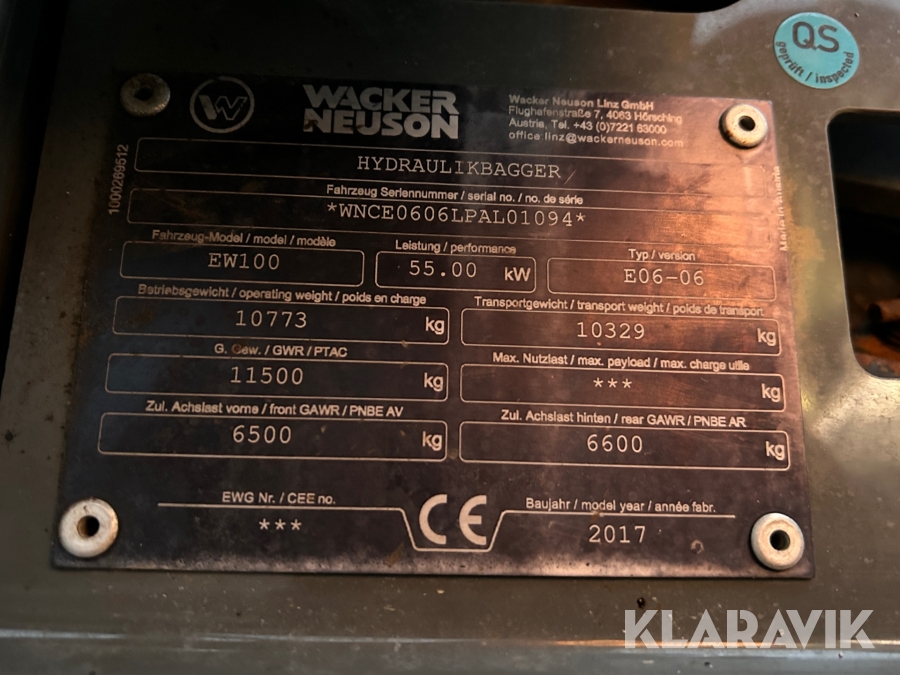 QS
geprüft / inspected
W
WACKER
NEUSON
Wacker Neuson Linz GmbH
Flughafenstraße 7, 4063 Hörsching
Austria, Tel. +43 (0)7221 63000
office.linz@wackerneuson.com
1000269512
HYDRAULIKBAGGER
Fahrzeug Seriennummer / serial no. / no. de série
*WNCE0606LPAL01094*
Made in Austria
Fahrzeug-Model / model / modèle
EW100
Leistung / performance
55.00 kW
Typ / version
E06-06
Betriebsgewicht / operating weight / poids en charge
10773 kg
Transportgewicht / transport weight / poids de transport
10329 kg
G. Gew. / GWR / PTAC
11500 kg
Max. Nutzlast / max. payload / max. charge utile
*** kg
Zul. Achslast vorne / front GAWR / PNBE AV
6500 kg
Zul. Achslast hinten / rear GAWR / PNBE AR
6600 kg
EWG Nr. / CEE no.
***
CE
Baujahr / model year / année fabr.
2017
KLARAVIK